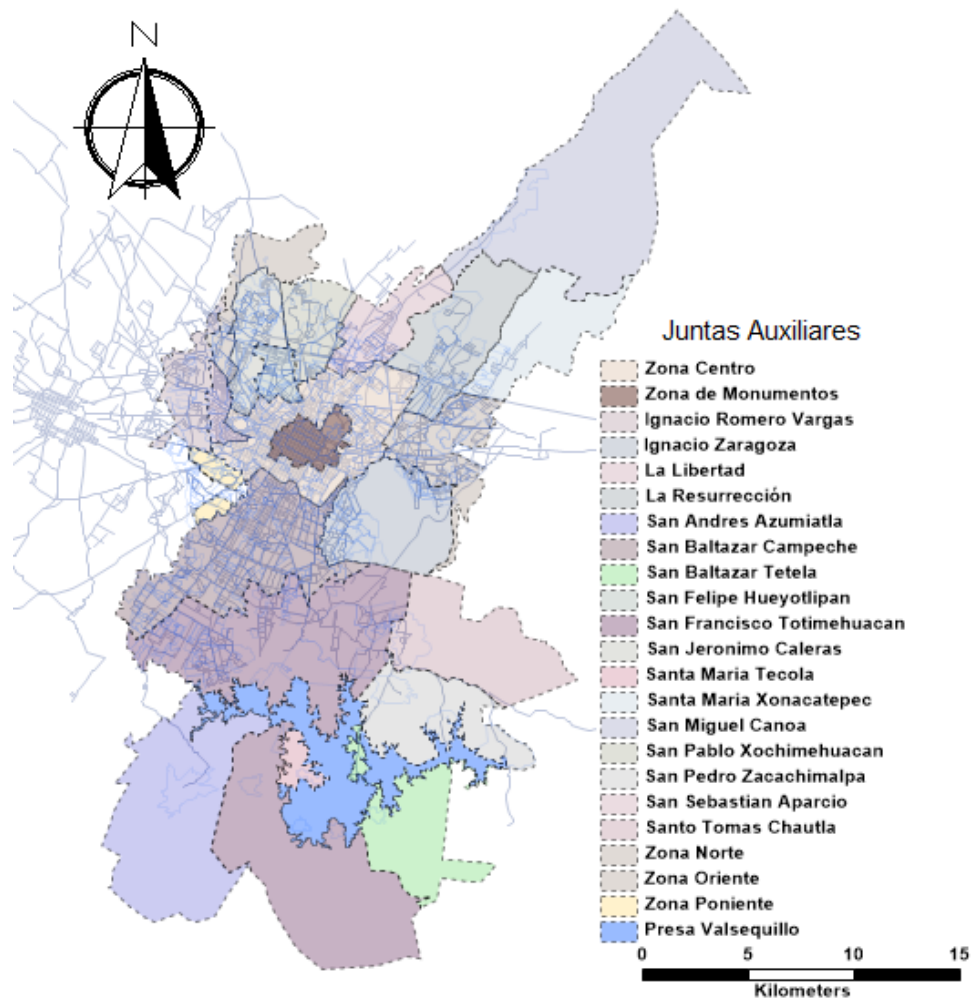 N
Juntas Auxiliares
Zona Centro
Zona de Monumentos
Ignacio Romero Vargas
Ignacio Zaragoza
La Libertad
La Resurrección
San Andres Azumiatla
San Baltazar Campeche
San Baltazar Tetela
San Felipe Hueyotlipan
San Francisco Totimehuacan
San Jeronimo Caleras
Santa Maria Tecola
Santa Maria Xonacatepec
San Miguel Canoa
San Pablo Xochimehuacan
San Pedro Zacachimalpa
San Sebastian Aparcio
Santo Tomas Chautla
Zona Norte
Zona Oriente
Zona Poniente
Presa Valsequillo
0 5 10 15
Kilometers